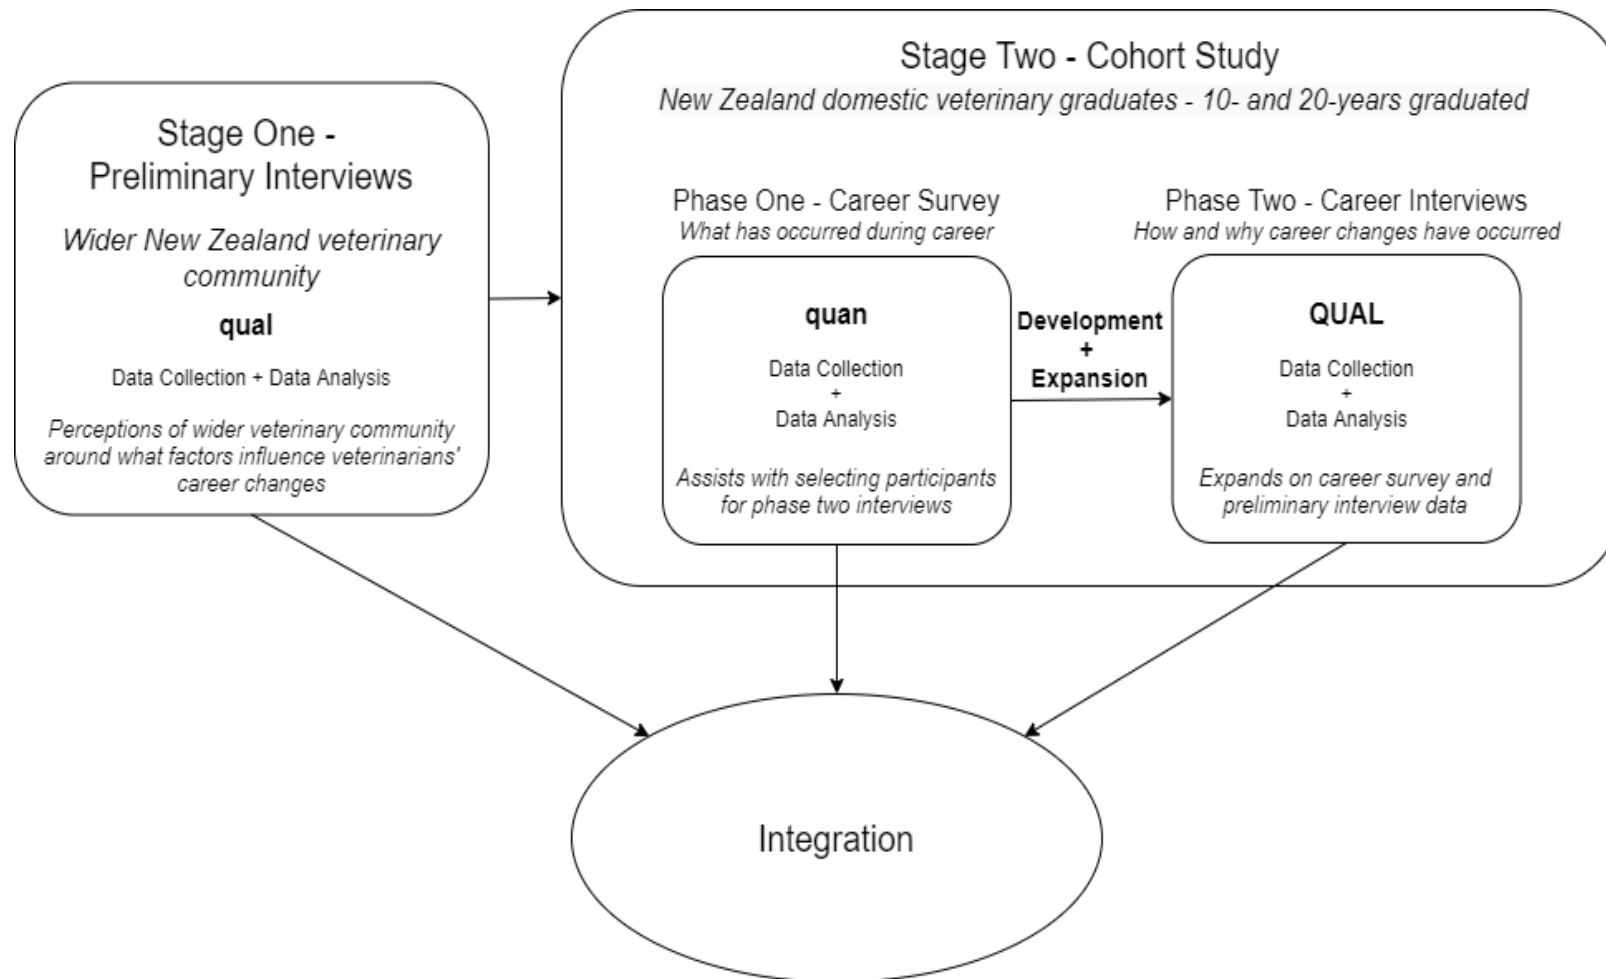 Stage One -
Preliminary Interviews
Wider New Zealand veterinary
community
qual
Data Collection + Data Analysis
Perceptions of wider veterinary community
around what factors influence veterinarians'
career changes
Stage Two - Cohort Study
New Zealand domestic veterinary graduates - 10- and 20-years graduated
Phase One - Career Survey
What has occurred during career
quan
Data Collection
+
Data Analysis
Assists with selecting participants
for phase two interviews
Development
+
Expansion
Phase Two - Career Interviews
How and why career changes have occurred
QUAL
Data Collection
+
Data Analysis
Expands on career survey and
preliminary interview data
Integration